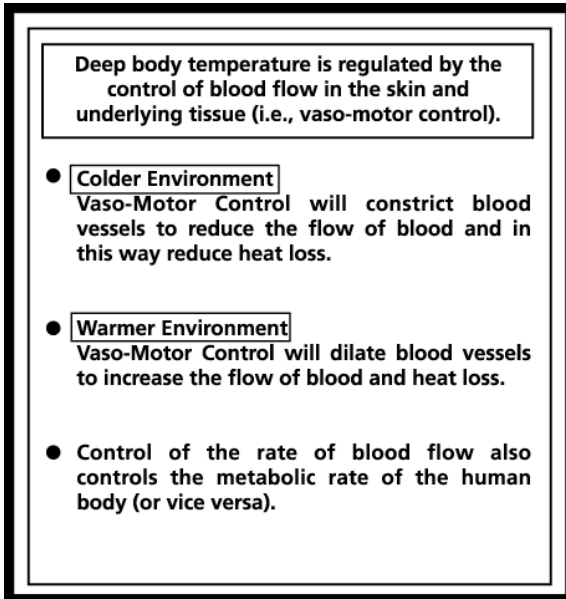 Deep body temperature is regulated by the
control of blood flow in the skin and
underlying tissue (i.e., vaso-motor control).
● Colder Environment
Vaso-Motor Control will constrict blood
vessels to reduce the flow of blood and in
this way reduce heat loss.
● Warmer Environment
Vaso-Motor Control will dilate blood vessels
to increase the flow of blood and heat loss.
● Control of the rate of blood flow also
controls the metabolic rate of the human
body (or vice versa).